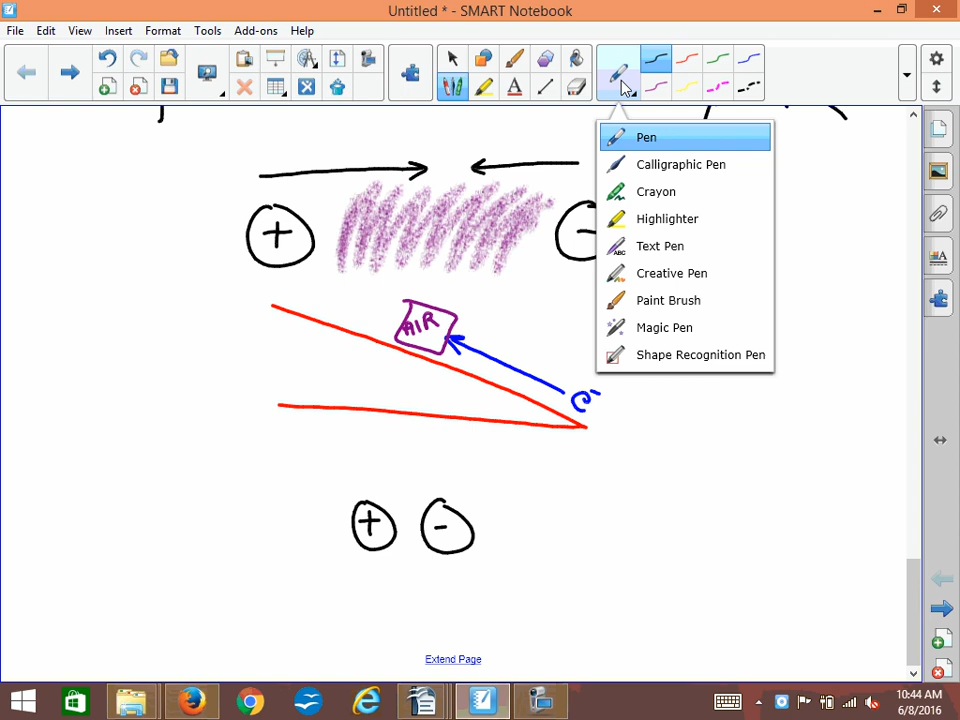 Untitled * - SMART Notebook
File Edit View Insert Format Tools Add-ons Help
Pen
Calligraphic Pen
Crayon
Highlighter
Text Pen
Creative Pen
Paint Brush
Magic Pen
Shape Recognition Pen
+ -
AIR
e-
+ -
Extend Page
10:44 AM
6/8/2016